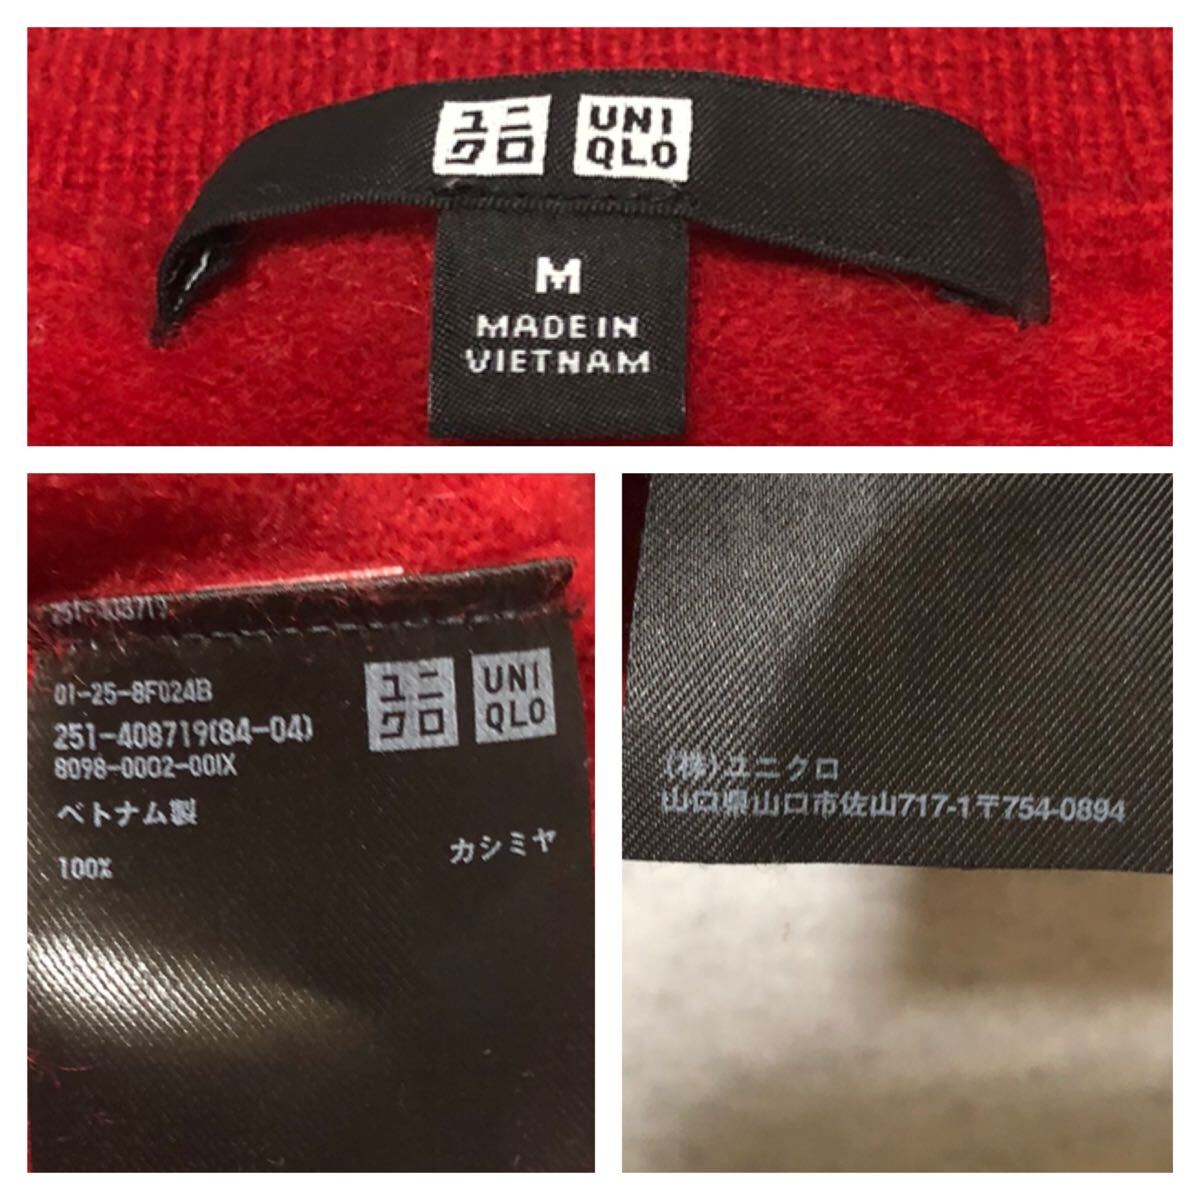 ユニ
クロ
UNI
QLO
M
MADE IN
VIETNAM
251-408719
01-25-8F024B
251-408719(84-04)
8098-0002-00IX
ベトナム製
100%
カシミヤ
ユニ
クロ
UNI
QLO
(株)ユニクロ
山口県山口市佐山717-1〒754-0894